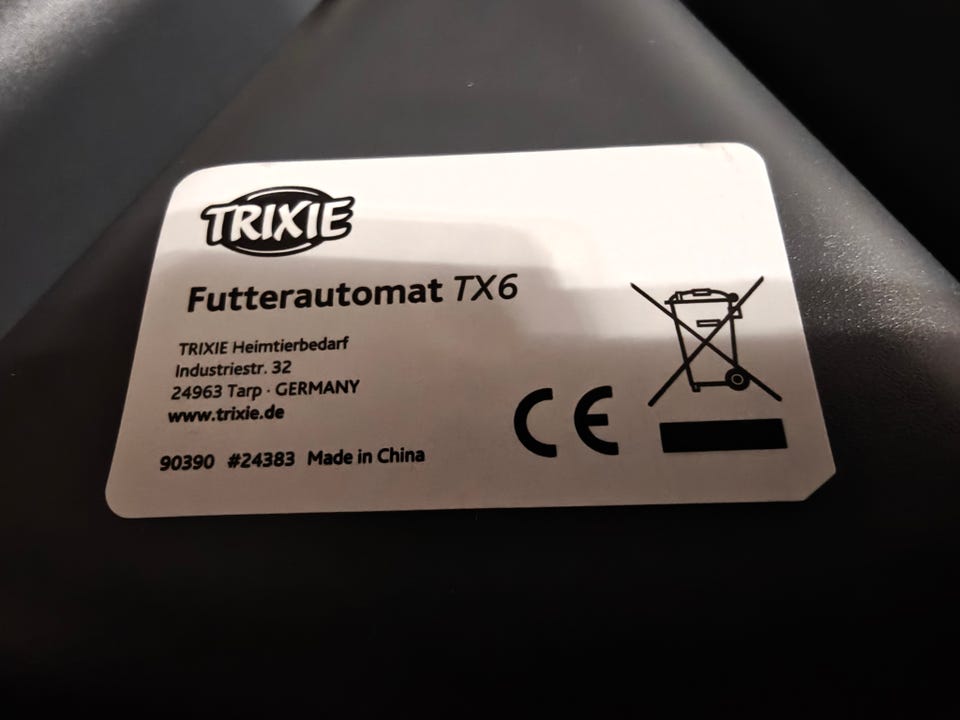 TRIXIE
Futterautomat TX6
TRIXIE Heimtierbedarf
Industriestr. 32
24963 Tarp · GERMANY
www.trixie.de
90390 #24383 Made in China
CE